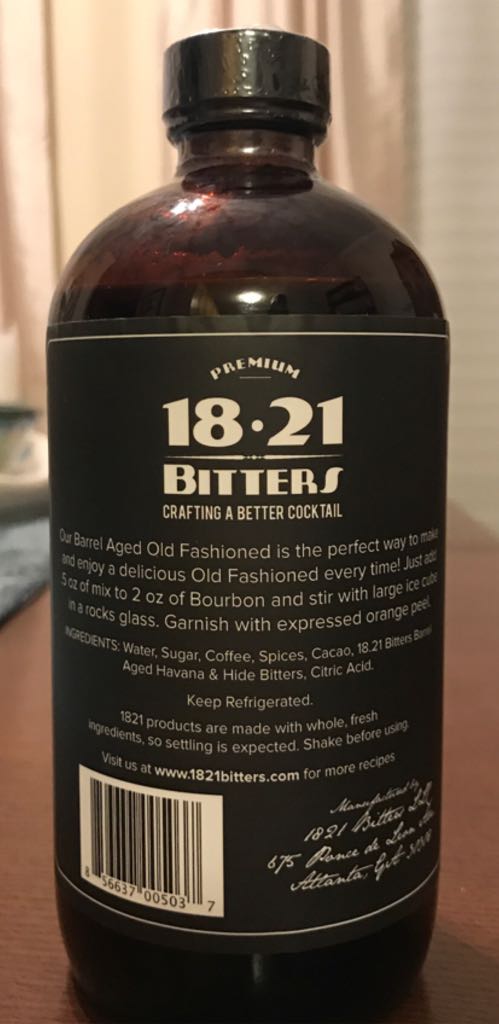 PREMIUM
18·21
BITTERS
CRAFTING A BETTER COCKTAIL
Our Barrel Aged Old Fashioned is the perfect way to make
and enjoy a delicious Old Fashioned every time! Just add
.5 oz of mix to 2 oz of Bourbon and stir with large ice cube
in a rocks glass. Garnish with expressed orange peel.
INGREDIENTS: Water, Sugar, Coffee, Spices, Cacao, 18.21 Bitters Barrel
Aged Havana & Hide Bitters, Citric Acid.
Keep Refrigerated.
1821 products are made with whole, fresh
ingredients, so settling is expected. Shake before using.
Visit us at www.1821bitters.com for more recipes
Manufactured by
1821 Bitters
675 Ponce de Leon Ave
Atlanta, GA
8 56637 00503 7